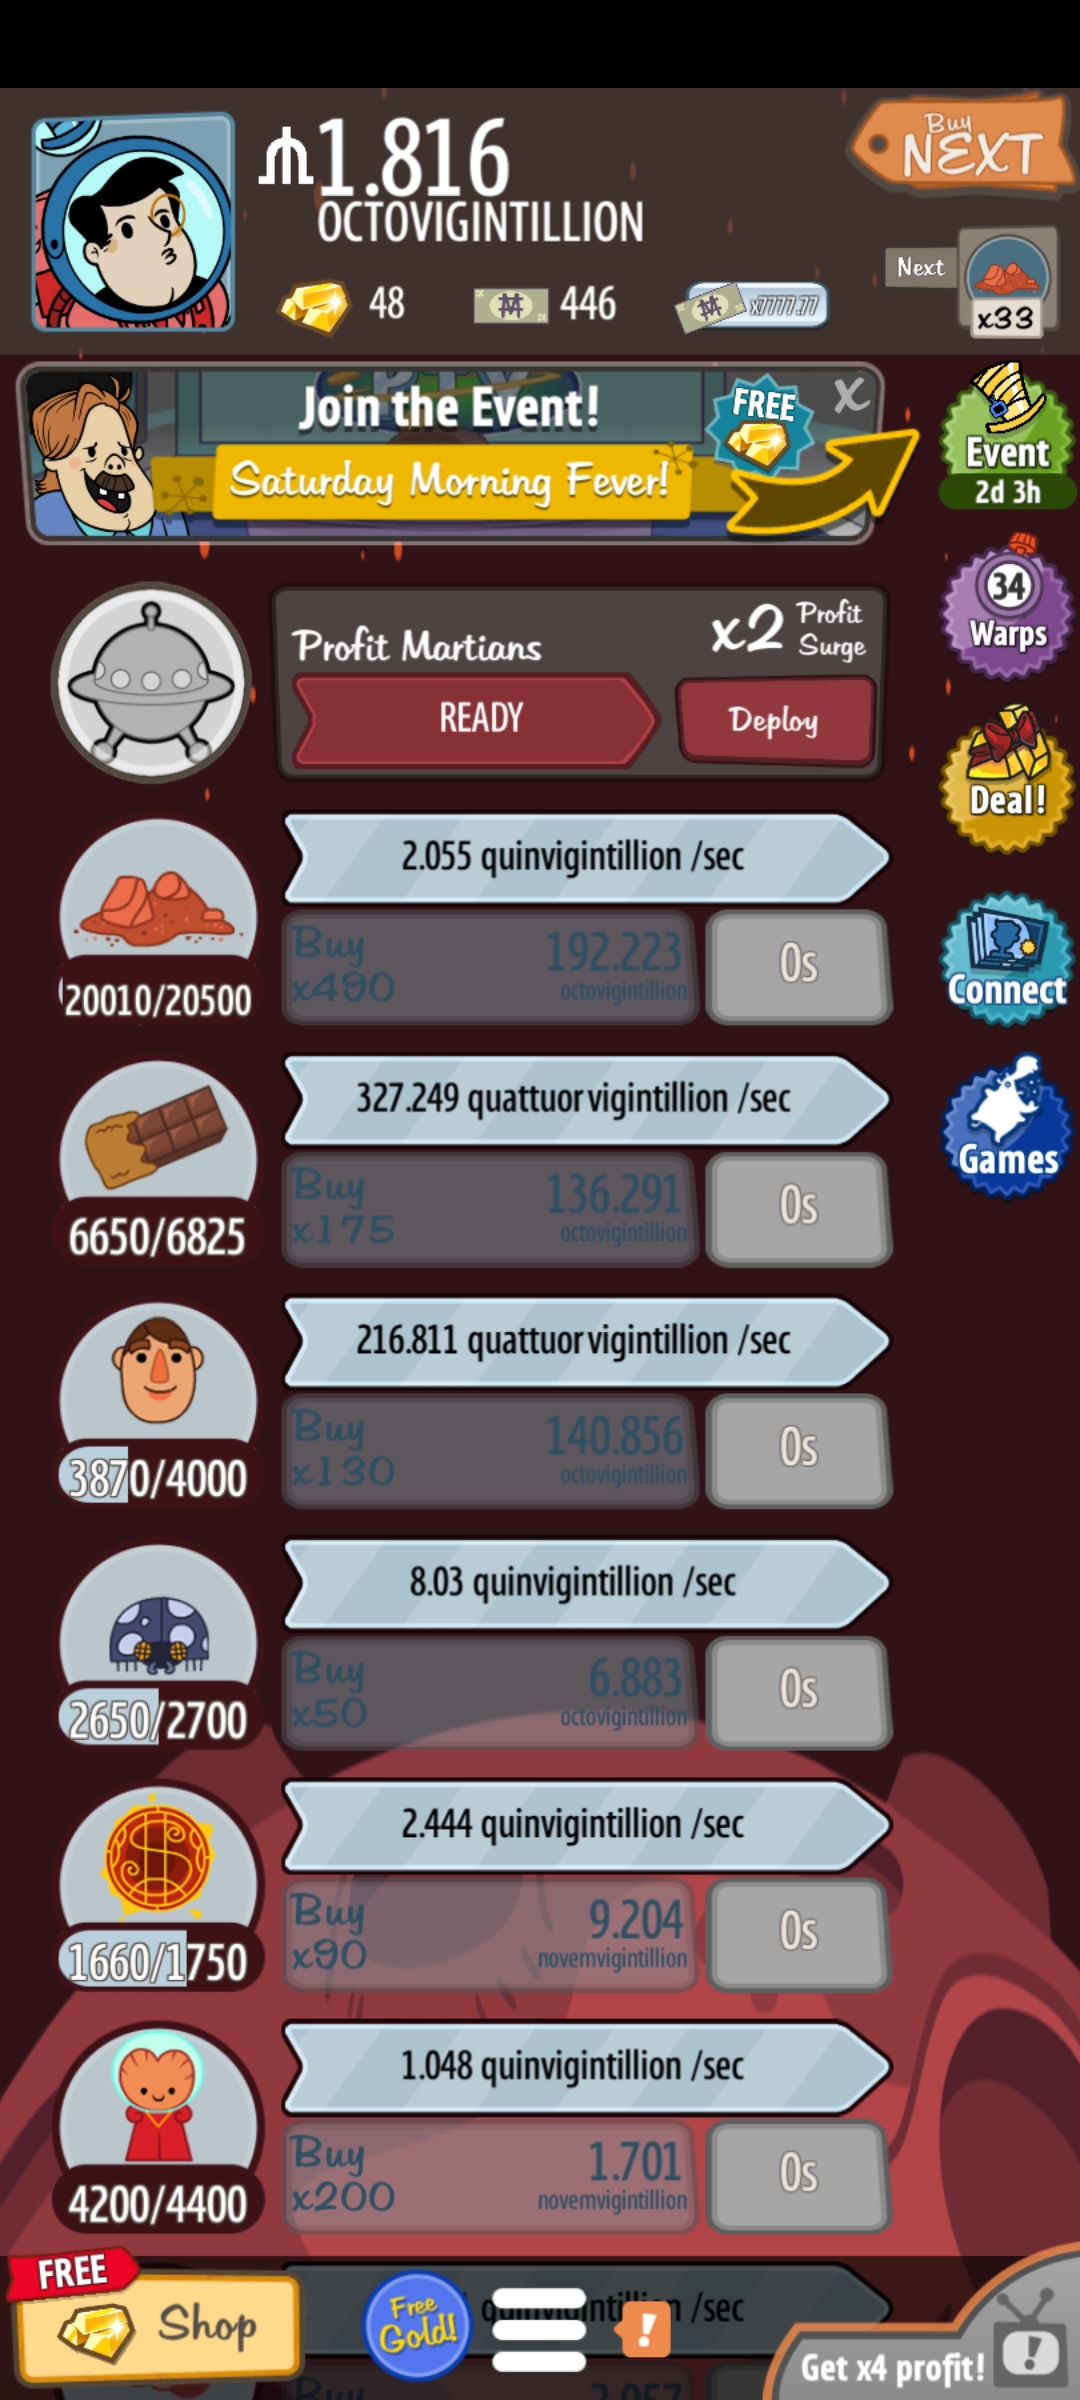 1.816
OCTOVIGINTILLION
Buy
NEXT
48
446
x7777.77
Next
x33
Join the Event!
FREE
X
Saturday Morning Fever!
Event
2d 3h
34
Warps
Profit Martians
x2 Profit
Surge
READY
Deploy
Deal!
2.055 quinvigintillion /sec
Buy
x490
192.223
octovigintillion
0s
20010/20500
Connect
327.249 quattuorvigintillion /sec
Buy
x175
136.291
octovigintillion
0s
6650/6825
Games
216.811 quattuorvigintillion /sec
Buy
x130
140.856
octovigintillion
0s
3870/4000
8.03 quinvigintillion /sec
Buy
x50
6.883
octovigintillion
0s
2650/2700
2.444 quinvigintillion /sec
Buy
x90
9.204
novemvigintillion
0s
1660/1750
1.048 quinvigintillion /sec
Buy
x200
1.701
novemvigintillion
0s
4200/4400
FREE
Shop
Free
Gold!
/sec
!
Get x4 profit!
!
Buy
2.057